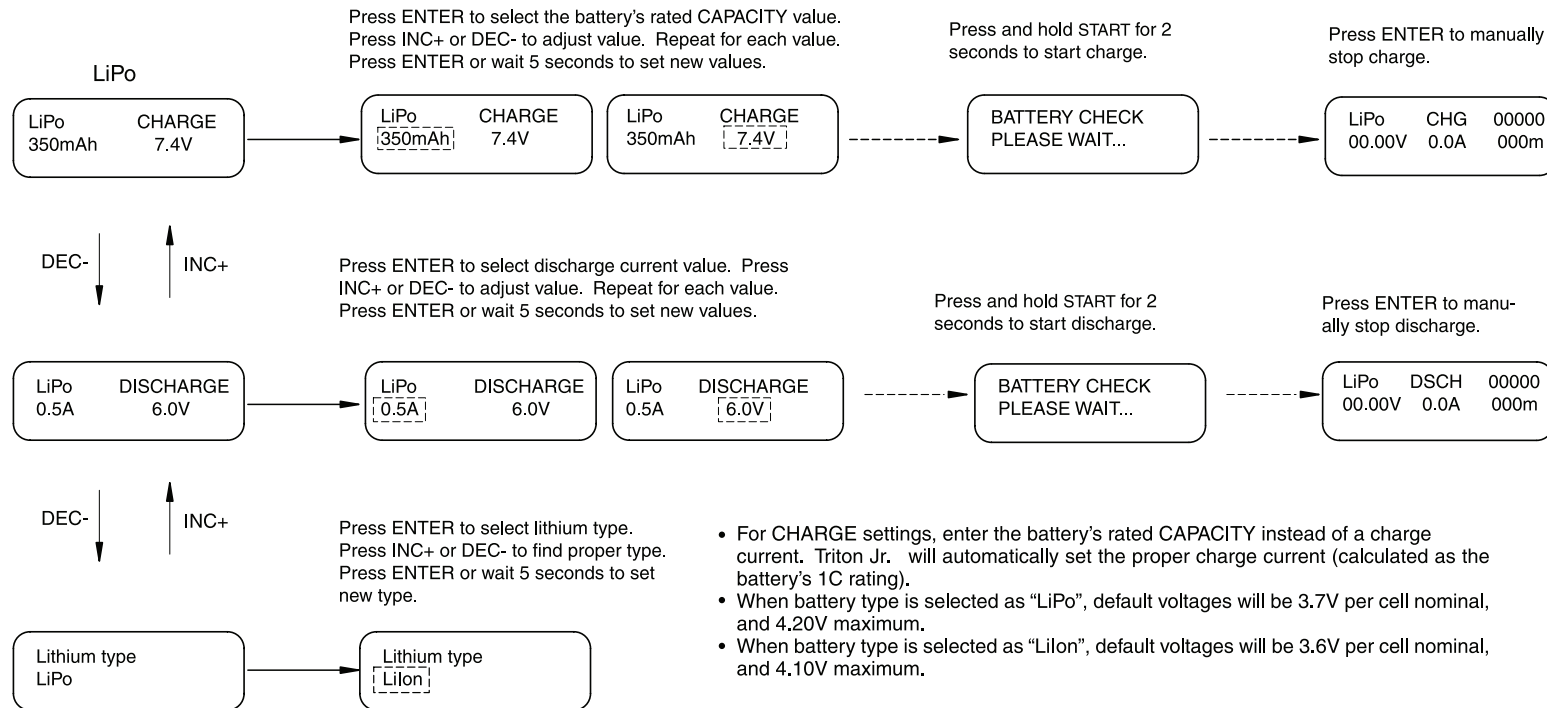 Press ENTER to select the battery's rated CAPACITY value.
Press INC+ or DEC- to adjust value. Repeat for each value.
Press ENTER or wait 5 seconds to set new values.
Press and hold START for 2
seconds to start charge.
Press ENTER to manually
stop charge.
LiPo
LiPo CHARGE
350mAh 7.4V
LiPo CHARGE
350mAh 7.4V
LiPo CHARGE
350mAh 7.4V
BATTERY CHECK
PLEASE WAIT...
LiPo CHG 00000
00.00V 0.0A 000m
DEC- INC+
Press ENTER to select discharge current value. Press
INC+ or DEC- to adjust value. Repeat for each value.
Press ENTER or wait 5 seconds to set new values.
Press and hold START for 2
seconds to start discharge.
Press ENTER to manu-
ally stop discharge.
LiPo DISCHARGE
0.5A 6.0V
LiPo DISCHARGE
0.5A 6.0V
LiPo DISCHARGE
0.5A 6.0V
BATTERY CHECK
PLEASE WAIT...
LiPo DSCH 00000
00.00V 0.0A 000m
DEC- INC+
Press ENTER to select lithium type.
Press INC+ or DEC- to find proper type.
Press ENTER or wait 5 seconds to set
new type.
Lithium type
LiPo
Lithium type
LiIon
• For CHARGE settings, enter the battery's rated CAPACITY instead of a charge
current. Triton Jr. will automatically set the proper charge current (calculated as the
battery's 1C rating).
• When battery type is selected as “LiPo”, default voltages will be 3.7V per cell nominal,
and 4.20V maximum.
• When battery type is selected as “LiIon”, default voltages will be 3.6V per cell nominal,
and 4.10V maximum.